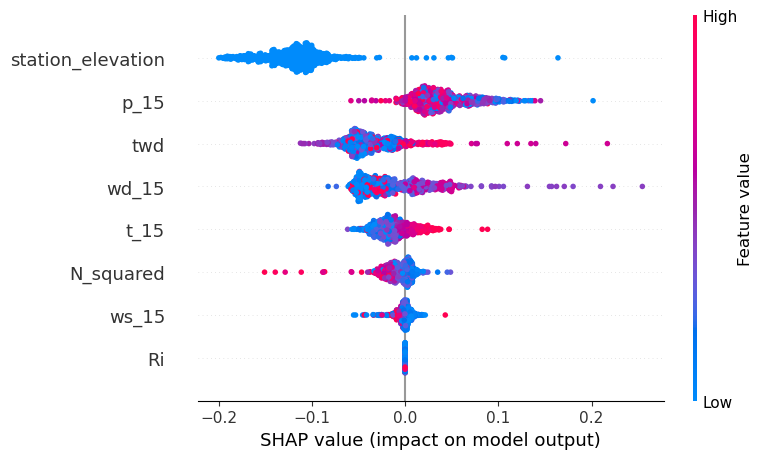 High
station_elevation
p_15
twd
wd_15
t_15
N_squared
ws_15
Ri
Feature value
Low
−0.2 −0.1 0.0 0.1 0.2
SHAP value (impact on model output)